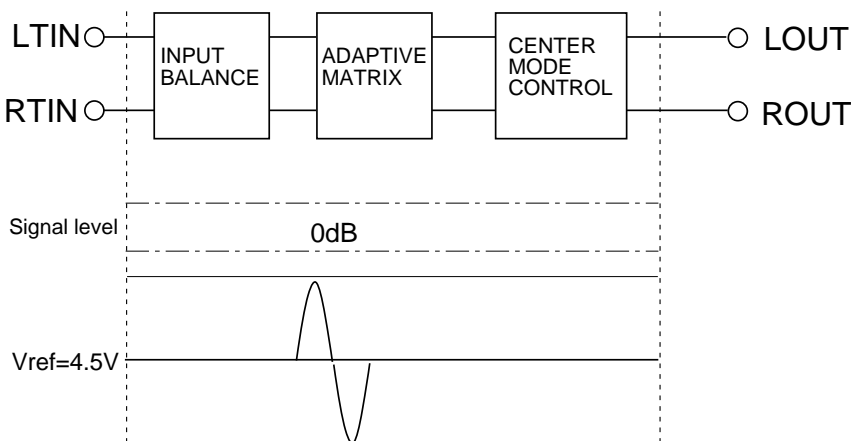 LTIN
RTIN
INPUT
BALANCE
ADAPTIVE
MATRIX
CENTER
MODE
CONTROL
LOUT
ROUT
Signal level
0dB
Vref=4.5V